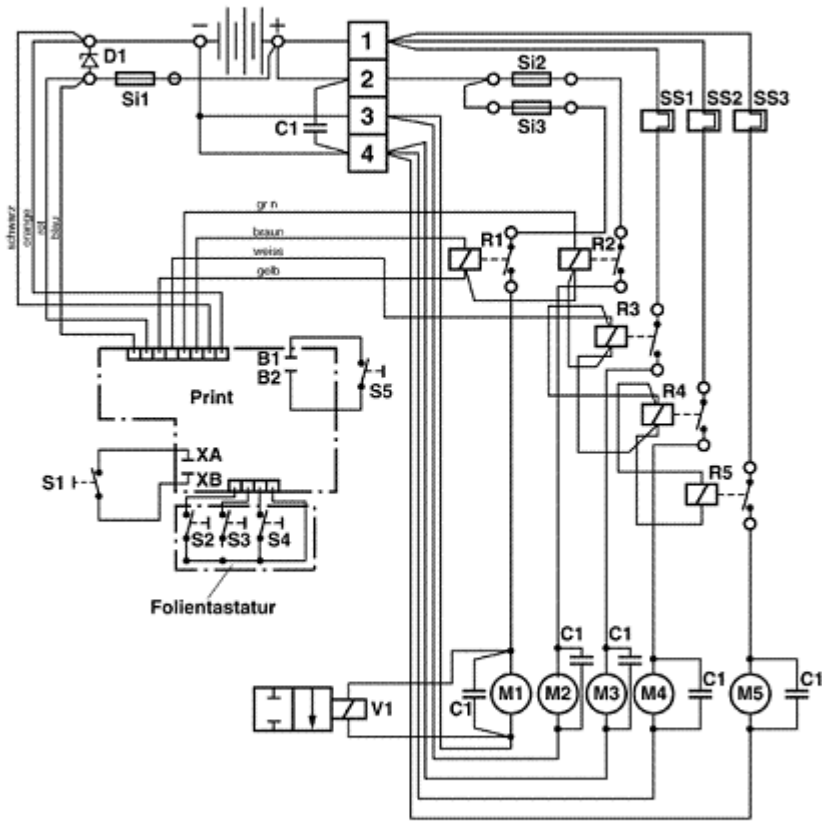 − +
D1
Si1
C1
1
2
3
4
Si2
Si3
SS1 SS2 SS3
schwarz
orange
rot
blau
gr n
braun
weiss
gelb
R1
R2
R3
R4
R5
B1
B2
S5
Print
XA
XB
S1
S2 S3 S4
Folientastatur
V1
C1
M1
C1
M2
C1
M3
M4
C1
M5
C1